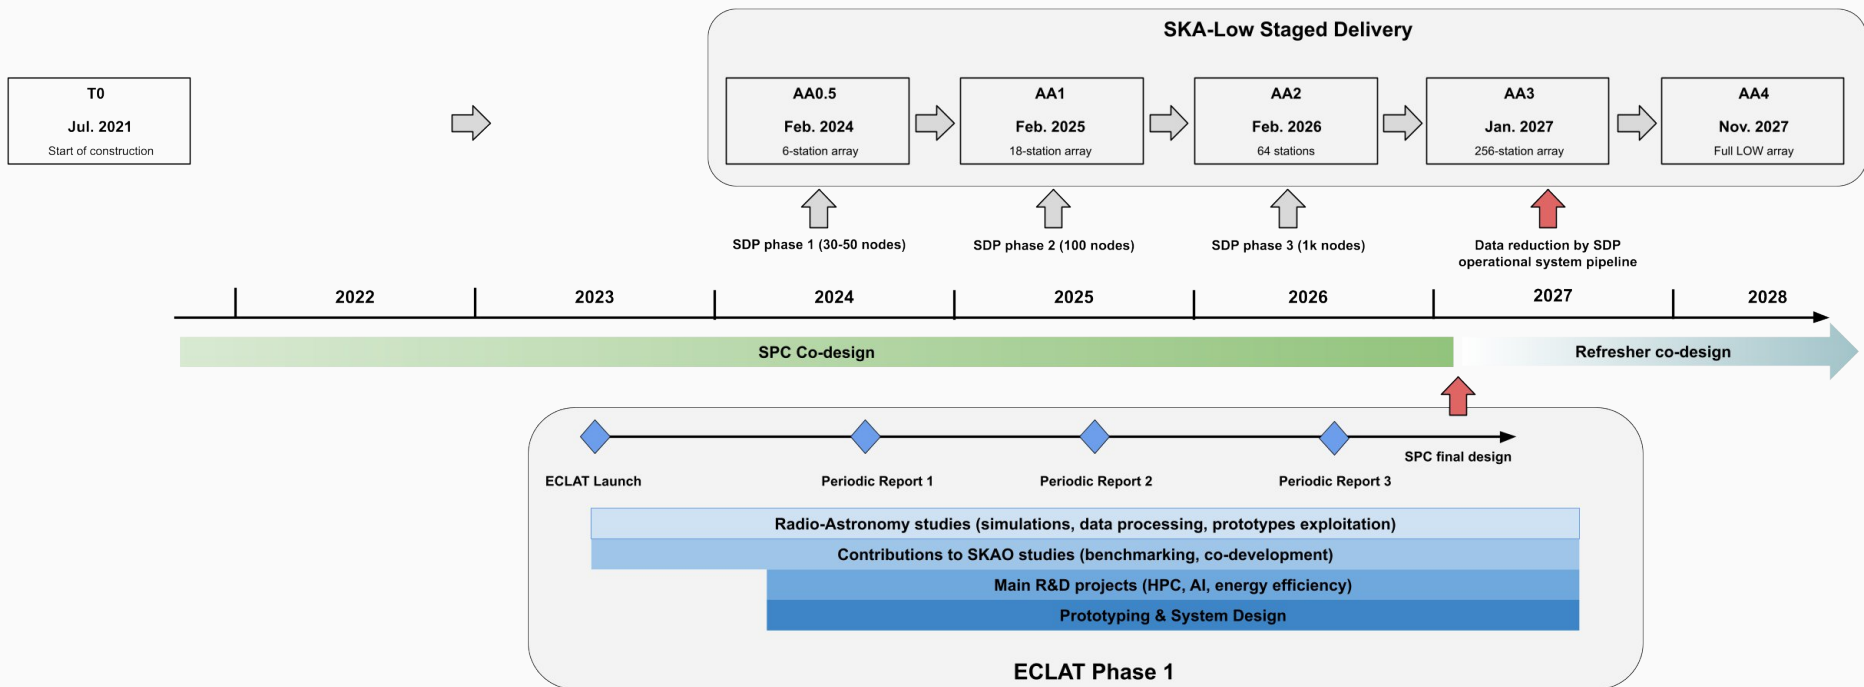 SKA-Low Staged Delivery
T0
Jul. 2021
Start of construction
AA0.5
Feb. 2024
6-station array
AA1
Feb. 2025
18-station array
AA2
Feb. 2026
64 stations
AA3
Jan. 2027
256-station array
AA4
Nov. 2027
Full LOW array
SDP phase 1 (30-50 nodes)
SDP phase 2 (100 nodes)
SDP phase 3 (1k nodes)
Data reduction by SDP
operational system pipeline
2022
2023
2024
2025
2026
2027
2028
SPC Co-design
Refresher co-design
SPC final design
ECLAT Launch
Periodic Report 1
Periodic Report 2
Periodic Report 3
Radio-Astronomy studies (simulations, data processing, prototypes exploitation)
Contributions to SKAO studies (benchmarking, co-development)
Main R&D projects (HPC, AI, energy efficiency)
Prototyping & System Design
ECLAT Phase 1